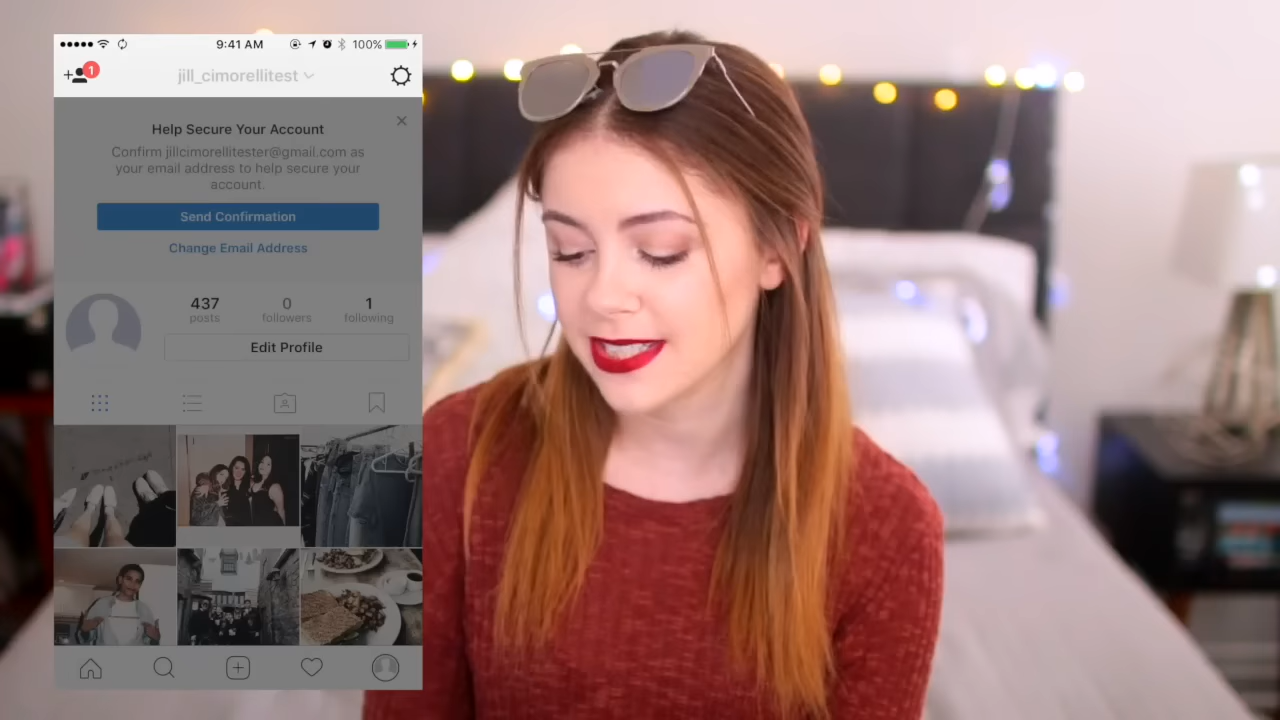 9:41 AM 100%
1 jill_cimorellitest
Help Secure Your Account
Confirm jillcimorellitester@gmail.com as
your email address to help secure your
account.
Send Confirmation
Change Email Address
437 0 1
posts followers following
Edit Profile